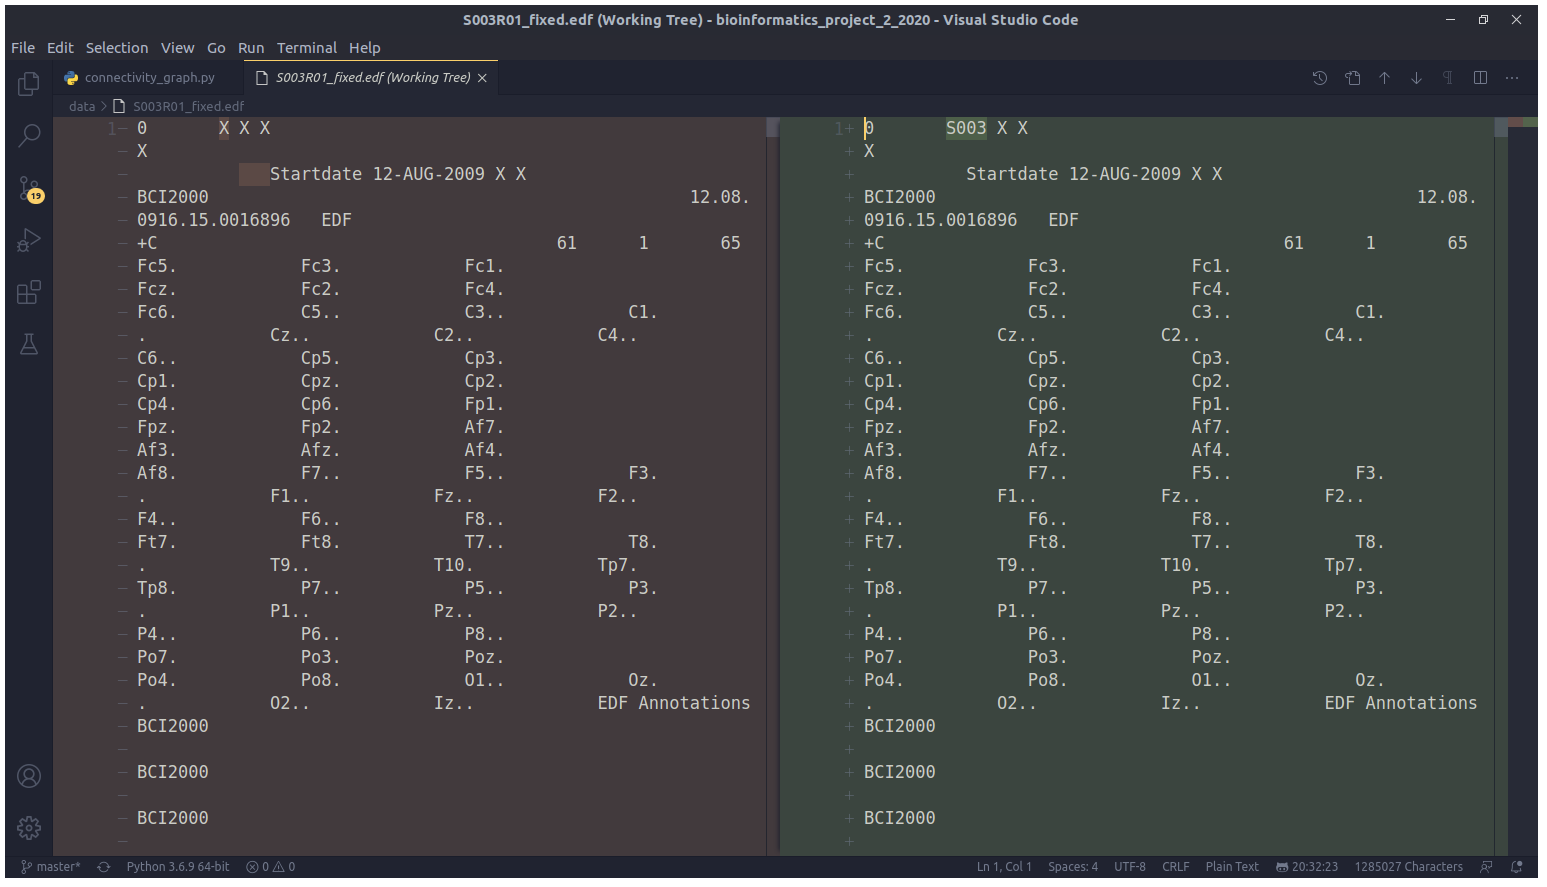 S003R01_fixed.edf (Working Tree) - bioinformatics_project_2_2020 - Visual Studio Code
File Edit Selection View Go Run Terminal Help
connectivity_graph.py S003R01_fixed.edf (Working Tree)
data > S003R01_fixed.edf
19
1− 0 X X X
− X
− Startdate 12-AUG-2009 X X
− BCI2000 12.08.
− 0916.15.0016896 EDF
− +C 61 1 65
− Fc5. Fc3. Fc1.
− Fcz. Fc2. Fc4.
− Fc6. C5.. C3.. C1.
− . Cz.. C2.. C4..
− C6.. Cp5. Cp3.
− Cp1. Cpz. Cp2.
− Cp4. Cp6. Fp1.
− Fpz. Fp2. Af7.
− Af3. Afz. Af4.
− Af8. F7.. F5.. F3.
− . F1.. Fz.. F2..
− F4.. F6.. F8..
− Ft7. Ft8. T7.. T8.
− . T9.. T10. Tp7.
− Tp8. P7.. P5.. P3.
− . P1.. Pz.. P2..
− P4.. P6.. P8..
− Po7. Po3. Poz.
− Po4. Po8. O1.. Oz.
− . O2.. Iz.. EDF Annotations
− BCI2000
−
− BCI2000
−
− BCI2000
−
1+ 0 S003 X X
+ X
+ Startdate 12-AUG-2009 X X
+ BCI2000 12.08.
+ 0916.15.0016896 EDF
+ +C 61 1 65
+ Fc5. Fc3. Fc1.
+ Fcz. Fc2. Fc4.
+ Fc6. C5.. C3.. C1.
+ . Cz.. C2.. C4..
+ C6.. Cp5. Cp3.
+ Cp1. Cpz. Cp2.
+ Cp4. Cp6. Fp1.
+ Fpz. Fp2. Af7.
+ Af3. Afz. Af4.
+ Af8. F7.. F5.. F3.
+ . F1.. Fz.. F2..
+ F4.. F6.. F8..
+ Ft7. Ft8. T7.. T8.
+ . T9.. T10. Tp7.
+ Tp8. P7.. P5.. P3.
+ . P1.. Pz.. P2..
+ P4.. P6.. P8..
+ Po7. Po3. Poz.
+ Po4. Po8. O1.. Oz.
+ . O2.. Iz.. EDF Annotations
+ BCI2000
+
+ BCI2000
+
+ BCI2000
+
master* Python 3.6.9 64-bit 0 0 Ln 1, Col 1 Spaces: 4 UTF-8 CRLF Plain Text 20:32:23 1285027 Characters